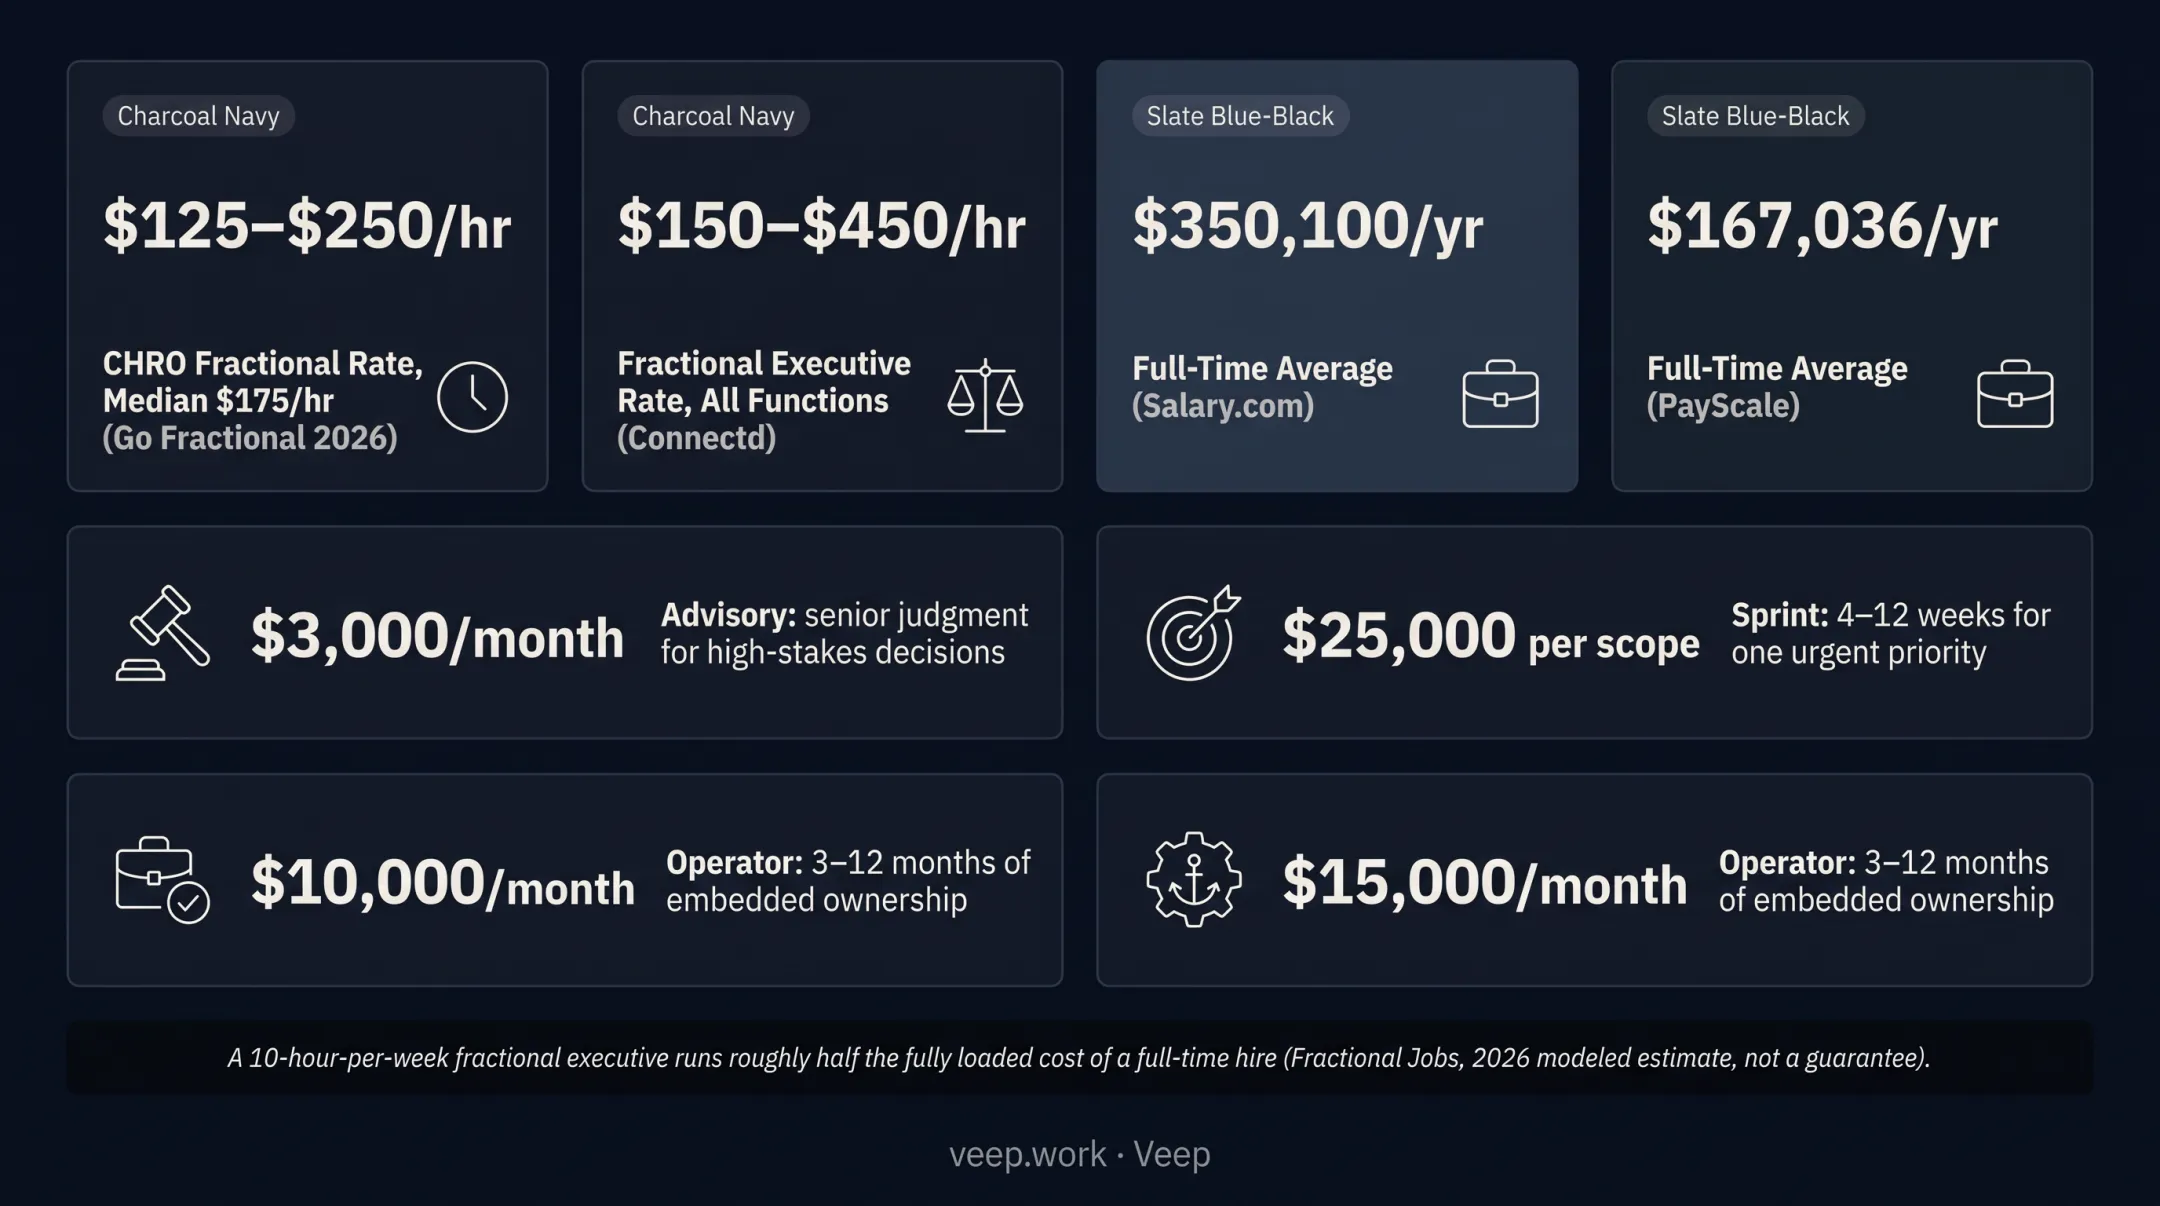 Charcoal Navy
$125–$250/hr
CHRO Fractional Rate,
Median $175/hr
(Go Fractional 2026)
Charcoal Navy
$150–$450/hr
Fractional Executive
Rate, All Functions
(Connectd)
Slate Blue-Black
$350,100/yr
Full-Time Average
(Salary.com)
Slate Blue-Black
$167,036/yr
Full-Time Average
(PayScale)
$3,000/month
Advisory: senior judgment
for high-stakes decisions
$25,000 per scope
Sprint: 4–12 weeks for
one urgent priority
$10,000/month
Operator: 3–12 months of
embedded ownership
$15,000/month
Operator: 3–12 months
of embedded ownership
A 10-hour-per-week fractional executive runs roughly half the fully loaded cost of a full-time hire (Fractional Jobs, 2026 modeled estimate, not a guarantee).
veep.work · Veep